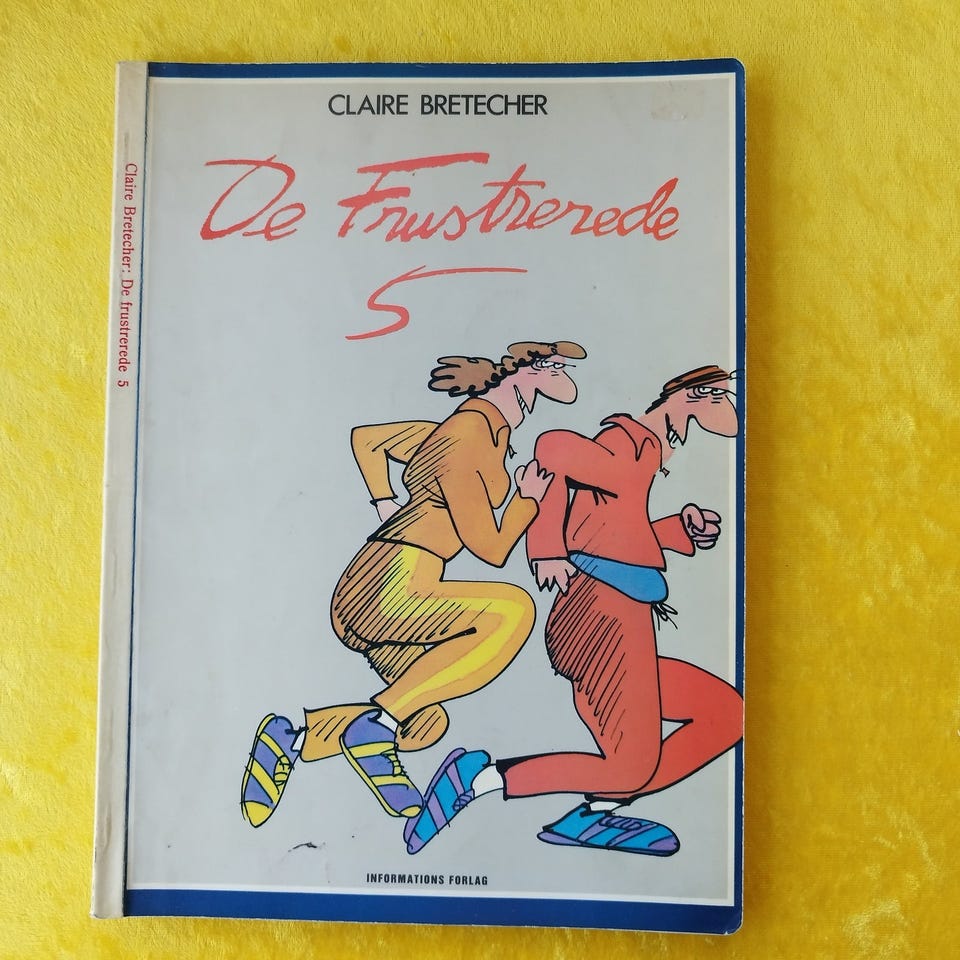 CLAIRE BRETECHER
De Frustrerede
5
INFORMATIONS FORLAG
Claire Bretecher: De frustrerede 5